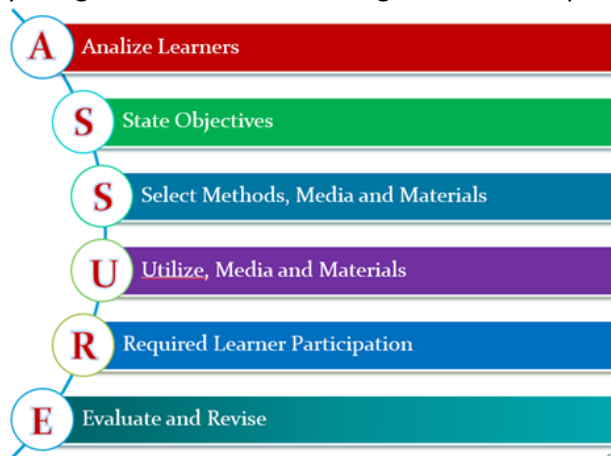 A Analize Learners
S State Objectives
S Select Methods, Media and Materials
U Utilize, Media and Materials
R Required Learner Participation
E Evaluate and Revise